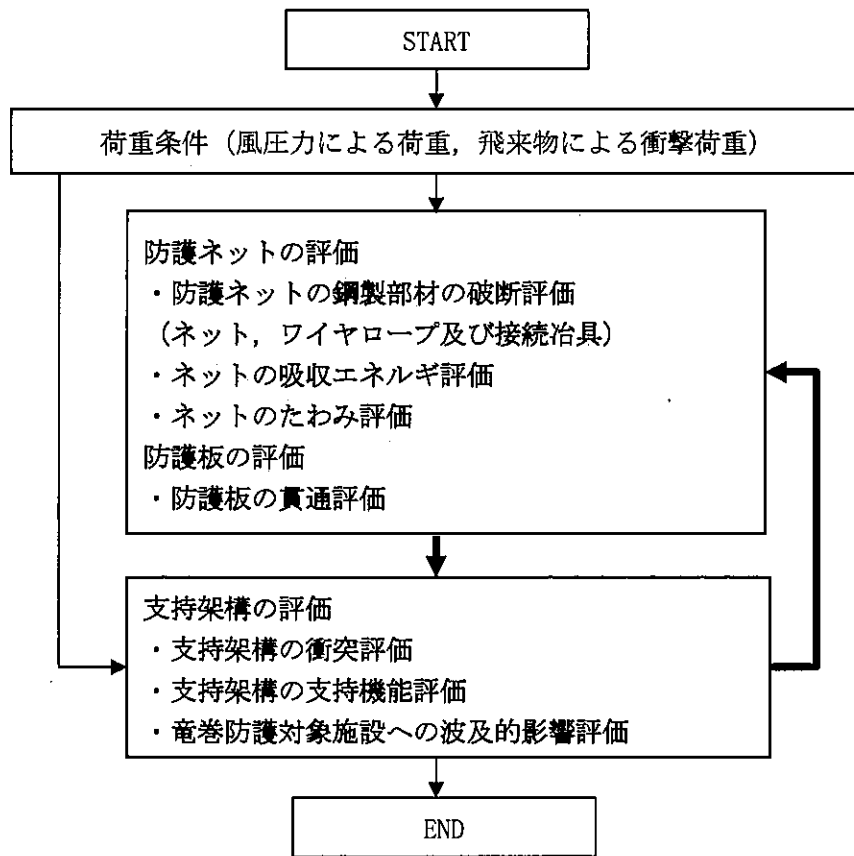 START
荷重条件（風圧力による荷重，飛来物による衝撃荷重）
防護ネットの評価
・防護ネットの鋼製部材の破断評価
（ネット，ワイヤロープ及び接続冶具）
・ネットの吸収エネルギ評価
・ネットのたわみ評価
防護板の評価
・防護板の貫通評価
支持架構の評価
・支持架構の衝突評価
・支持架構の支持機能評価
・竜巻防護対象施設への波及的影響評価
END